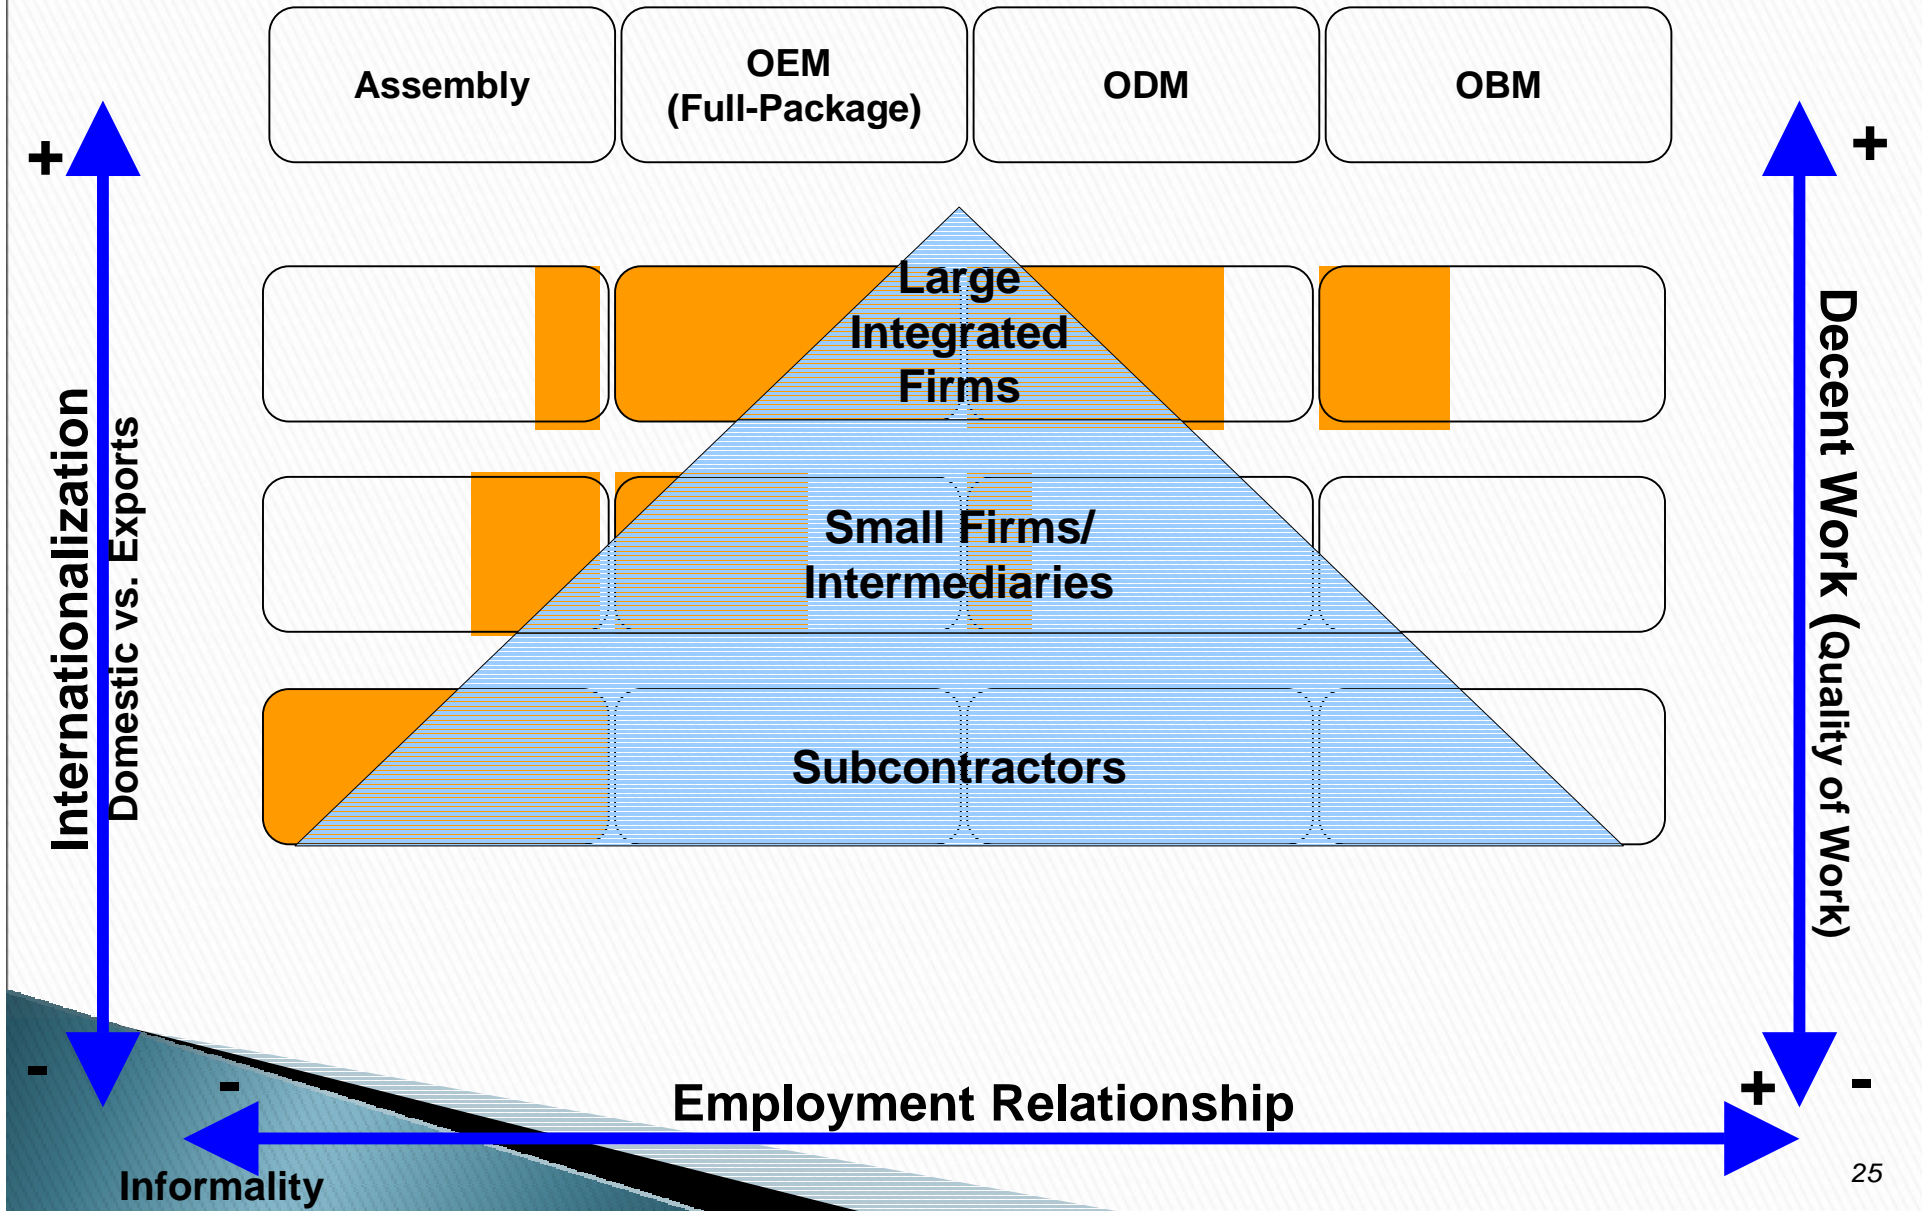 Assembly
OEM
(Full-Package)
ODM
OBM
+
+
Large
Integrated
Firms
Small Firms/
Intermediaries
Subcontractors
Internationalization
Domestic vs. Exports
Decent Work (Quality of Work)
-
-
Employment Relationship
+
-
Informality
25